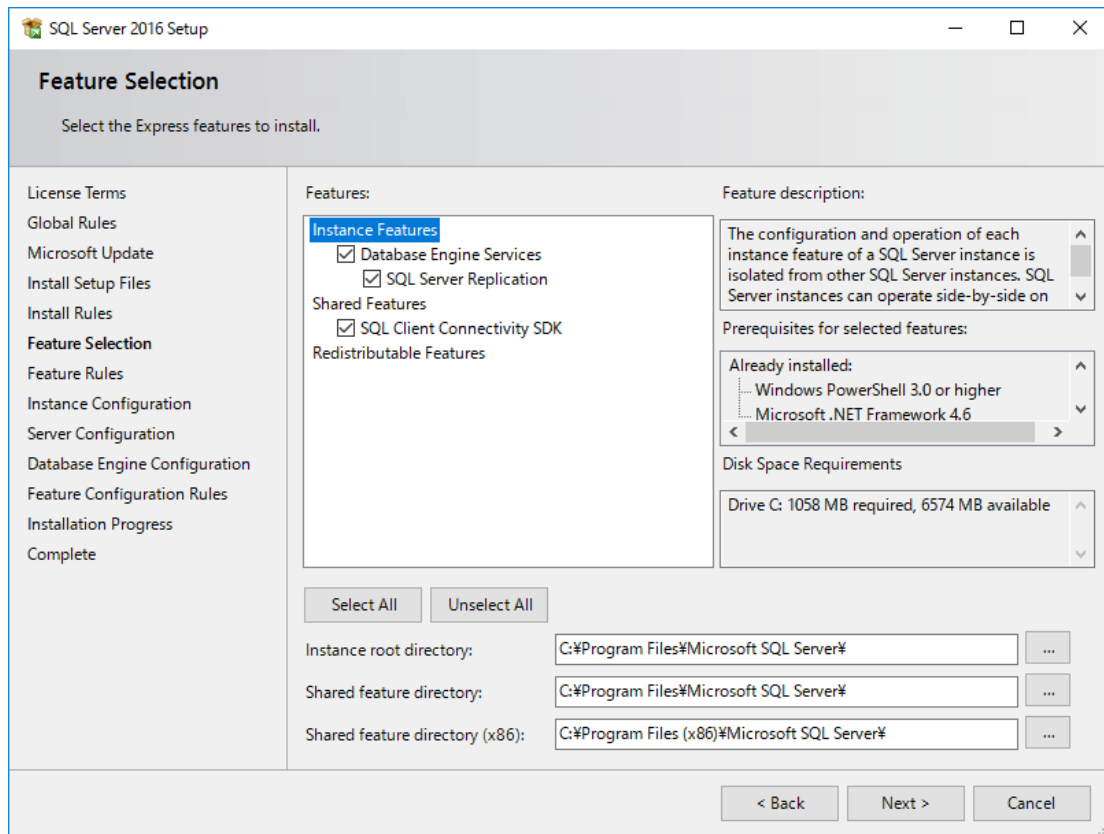 SQL Server 2016 Setup
Feature Selection
Select the Express features to install.
License Terms
Global Rules
Microsoft Update
Install Setup Files
Install Rules
Feature Selection
Feature Rules
Instance Configuration
Server Configuration
Database Engine Configuration
Feature Configuration Rules
Installation Progress
Complete
Features:
Instance Features
Database Engine Services
SQL Server Replication
Shared Features
SQL Client Connectivity SDK
Redistributable Features
Feature description:
The configuration and operation of each
instance feature of a SQL Server instance is
isolated from other SQL Server instances. SQL
Server instances can operate side-by-side on
Prerequisites for selected features:
Already installed:
Windows PowerShell 3.0 or higher
Microsoft .NET Framework 4.6
Disk Space Requirements
Drive C: 1058 MB required, 6574 MB available
Select All
Unselect All
Instance root directory:
C:¥Program Files¥Microsoft SQL Server¥
...
Shared feature directory:
C:¥Program Files¥Microsoft SQL Server¥
...
Shared feature directory (x86):
C:¥Program Files (x86)¥Microsoft SQL Server¥
...
< Back
Next >
Cancel